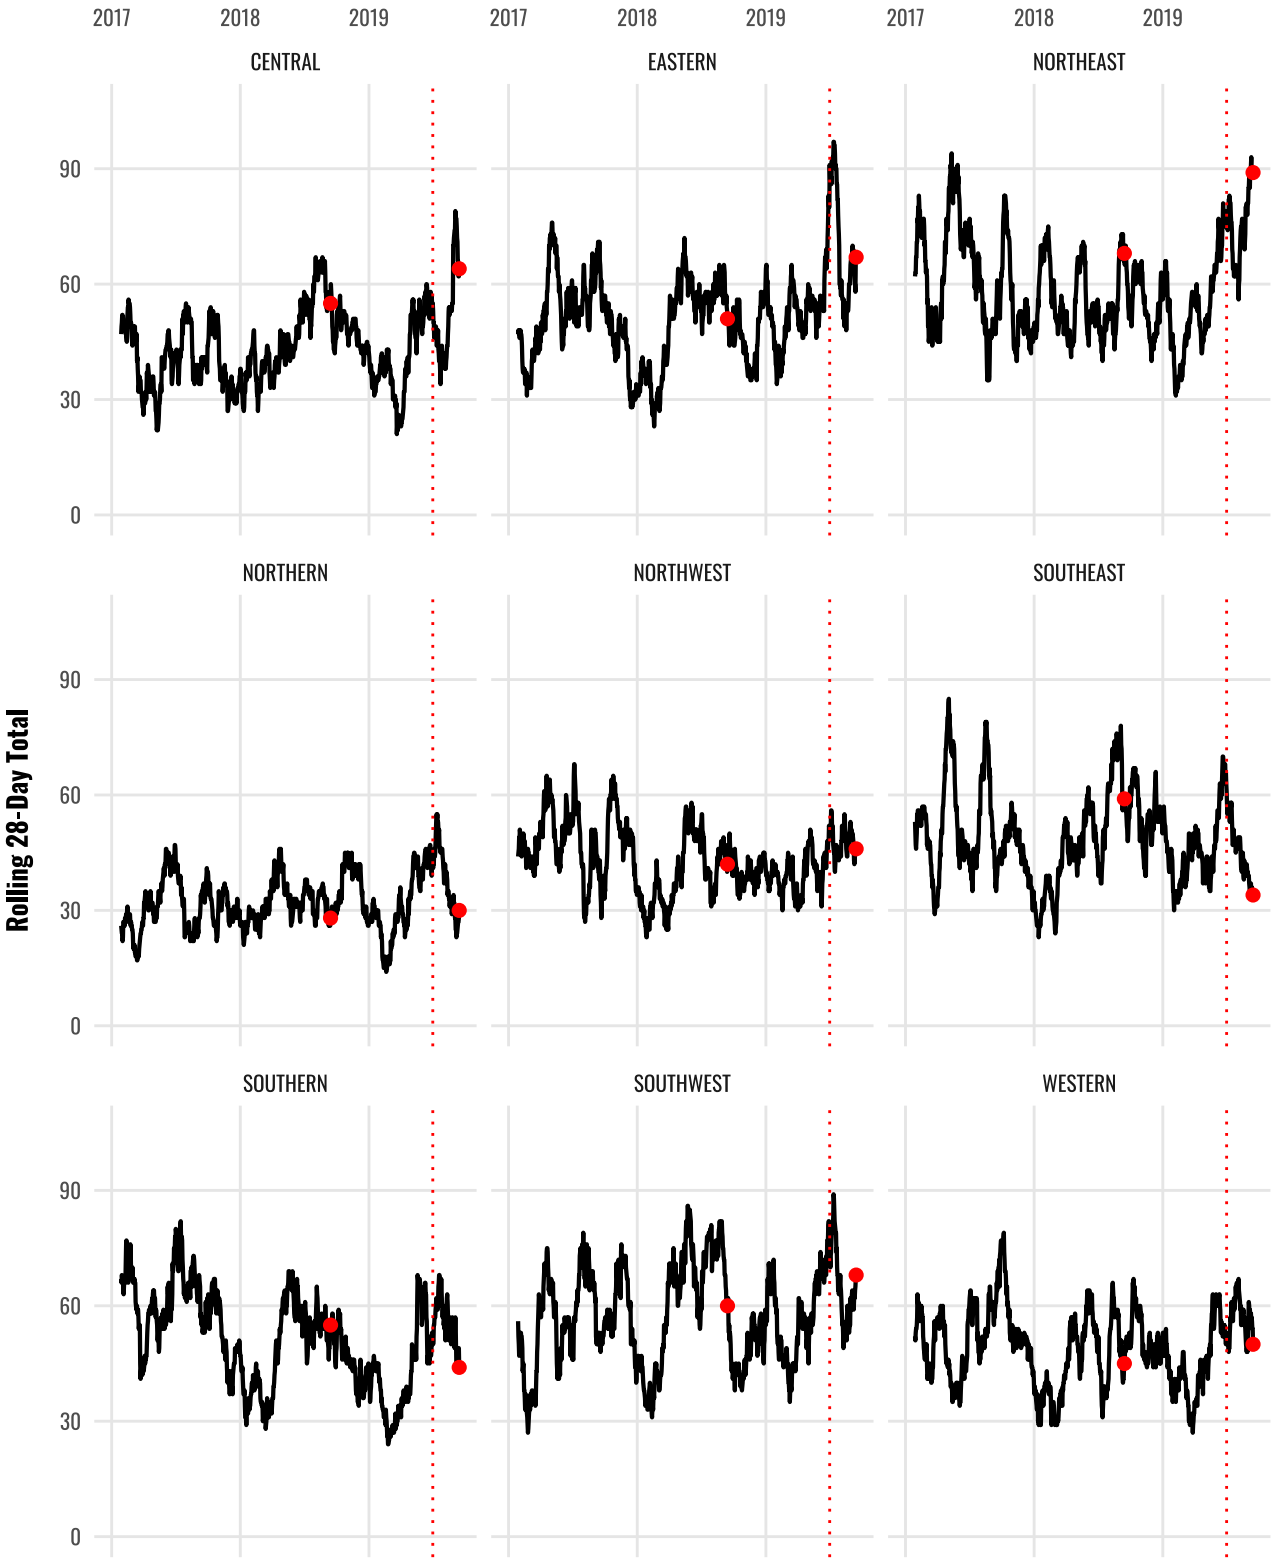 2017 2018 2019 2017 2018 2019 2017 2018 2019
CENTRAL EASTERN NORTHEAST
90
60
30
0
NORTHERN NORTHWEST SOUTHEAST
90
60
30
0
Rolling 28-Day Total
SOUTHERN SOUTHWEST WESTERN
90
60
30
0